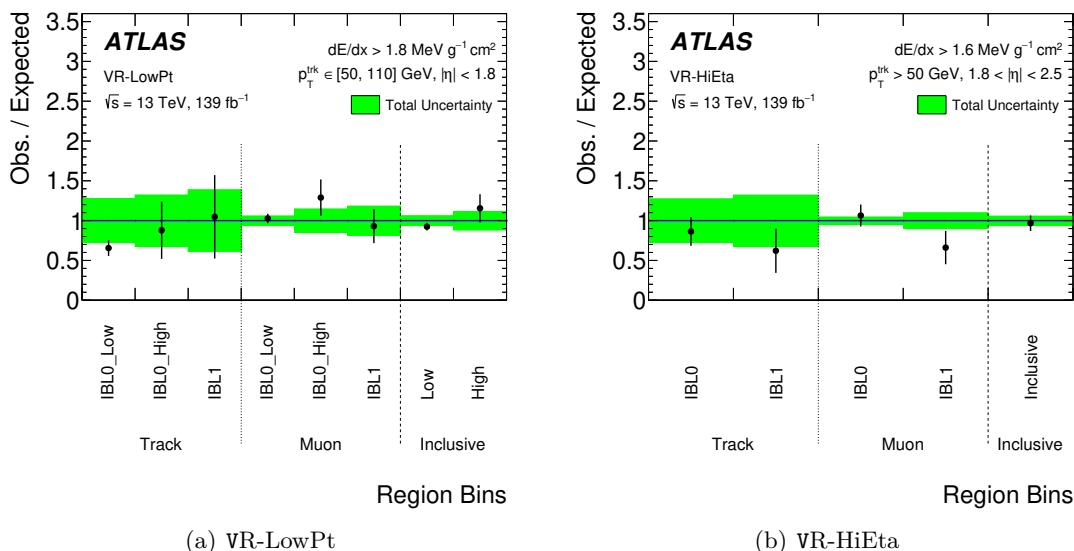 Obs. / Expected
3.5
3
2.5
2
1.5
1
0.5
0
ATLAS
VR-LowPt
√s = 13 TeV, 139 fb⁻¹
dE/dx > 1.8 MeV g⁻¹ cm²
p_T^trk ∈ [50, 110] GeV, |η| < 1.8
Total Uncertainty
IBL0_Low
IBL0_High
IBL1
IBL0_Low
IBL0_High
IBL1
Low
High
Track
Muon
Inclusive
Region Bins
(a) VR-LowPt
Obs. / Expected
3.5
3
2.5
2
1.5
1
0.5
0
ATLAS
VR-HiEta
√s = 13 TeV, 139 fb⁻¹
dE/dx > 1.6 MeV g⁻¹ cm²
p_T^trk > 50 GeV, 1.8 < |η| < 2.5
Total Uncertainty
IBL0
IBL1
IBL0
IBL1
Inclusive
Track
Muon
Inclusive
Region Bins
(b) VR-HiEta